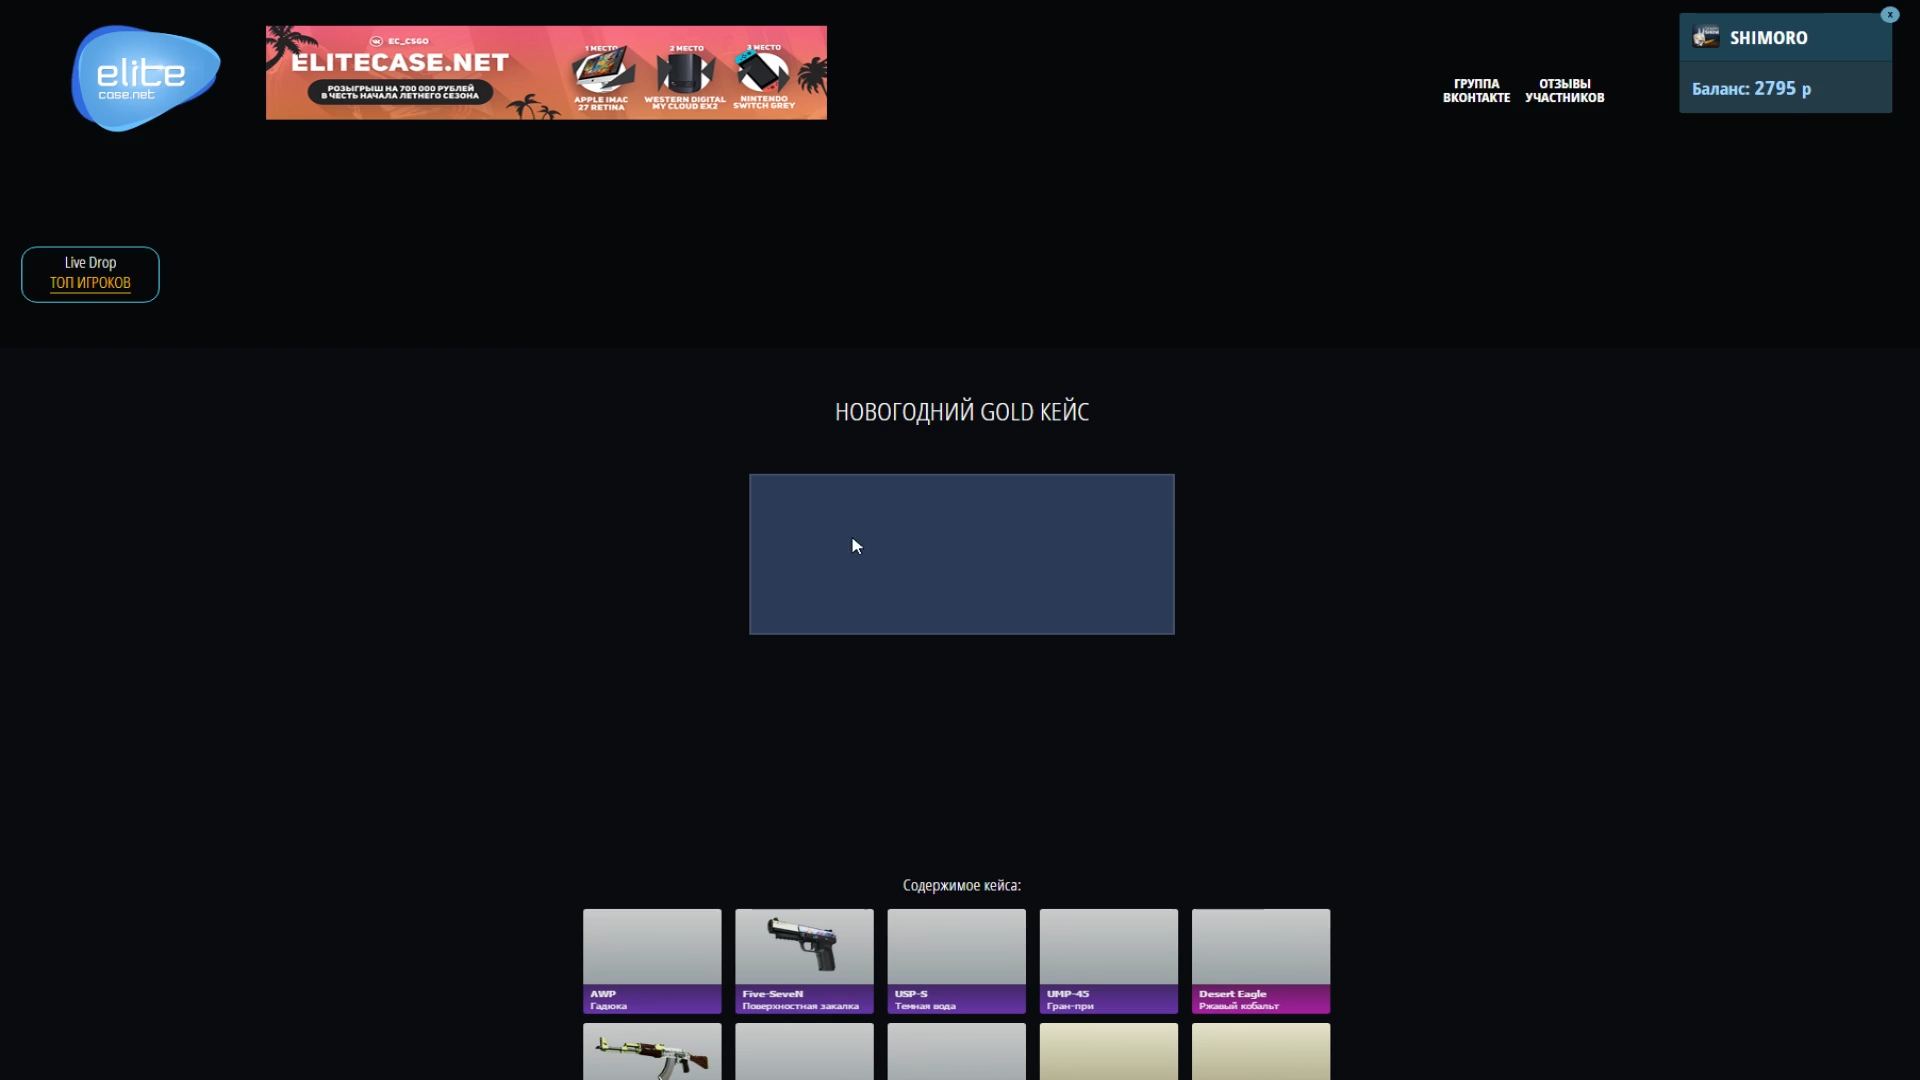 elite
case.net
EC_CSGO
ELITECASE.NET
РОЗЫГРЫШ НА 700 000 РУБЛЕЙ
В ЧЕСТЬ НАЧАЛА ЛЕТНЕГО СЕЗОНА
1 МЕСТО
APPLE IMAC
27 RETINA
2 МЕСТО
WESTERN DIGITAL
MY CLOUD EX2
3 МЕСТО
NINTENDO
SWITCH GREY
ГРУППА
ВКОНТАКТЕ
ОТЗЫВЫ
УЧАСТНИКОВ
x
SHIMORO
Баланс: 2795 р
Live Drop
ТОП ИГРОКОВ
НОВОГОДНИЙ GOLD КЕЙС
Содержимое кейса:
AWP
Гадюка
Five-SeveN
Поверхностная закалка
USP-S
Темная вода
UMP-45
Гран-при
Desert Eagle
Ржавый кобальт